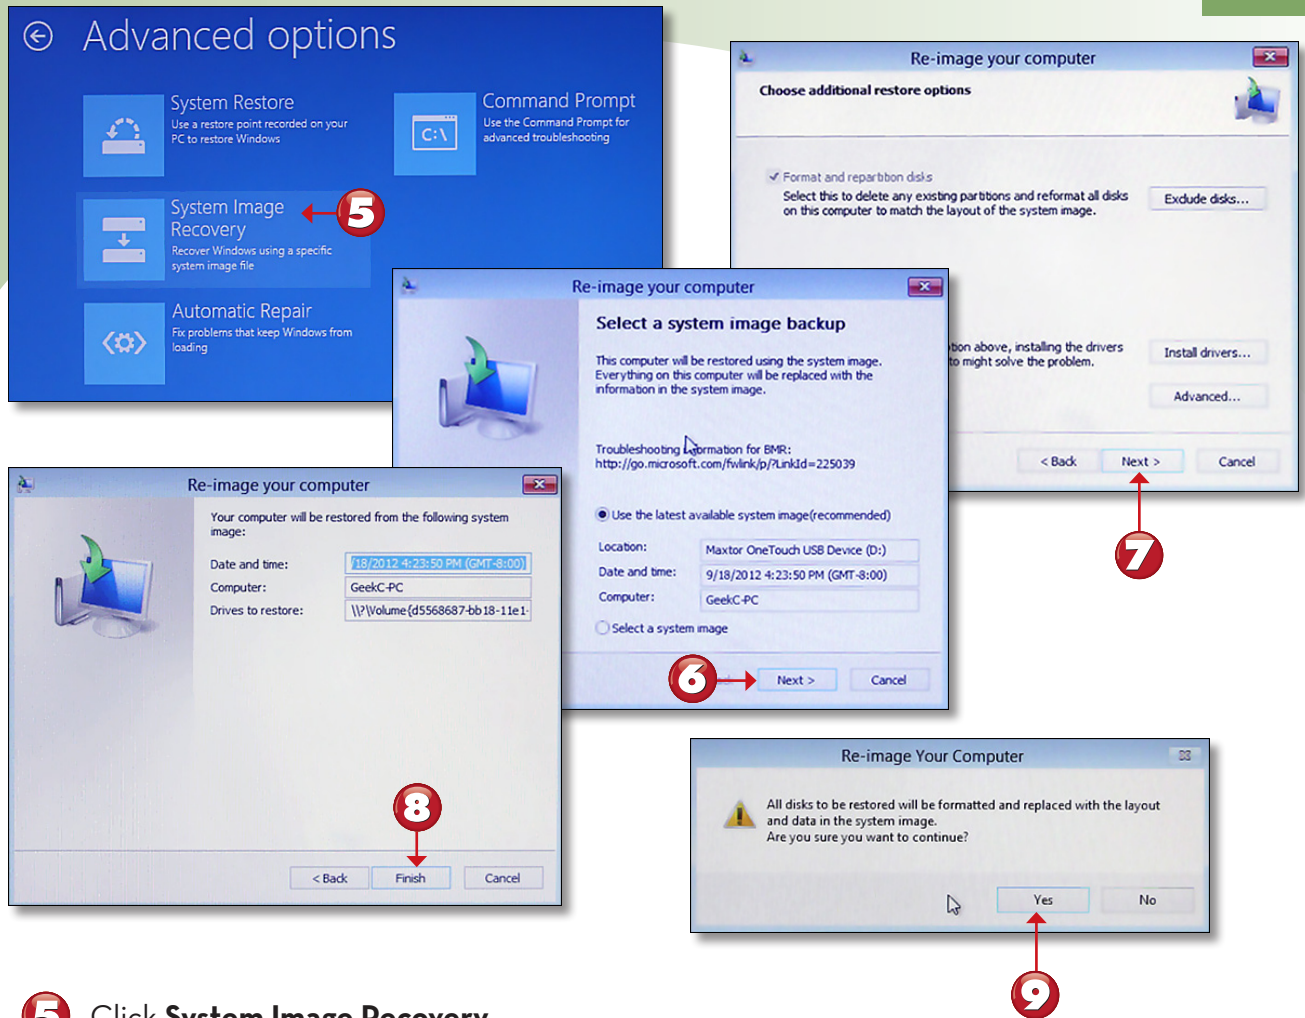 Advanced options
System Restore
Use a restore point recorded on your
PC to restore Windows
Command Prompt
Use the Command Prompt for
advanced troubleshooting
C:\
System Image
Recovery
Recover Windows using a specific
system image file
5
Automatic Repair
Fix problems that keep Windows from
loading
Re-image your computer
Choose additional restore options
Format and repartition disks
Select this to delete any existing partitions and reformat all disks
on this computer to match the layout of the system image.
Exclude disks...
tion above, installing the drivers
to might solve the problem.
Install drivers...
Advanced...
< Back
Next >
Cancel
7
Re-image your computer
Select a system image backup
This computer will be restored using the system image.
Everything on this computer will be replaced with the
information in the system image.
Troubleshooting information for BMR:
http://go.microsoft.com/fwlink/p/?LinkId=225039
Use the latest available system image(recommended)
Location: Maxtor OneTouch USB Device (D:)
Date and time: 9/18/2012 4:23:50 PM (GMT-8:00)
Computer: GeekC-PC
Select a system image
6
Next >
Cancel
Re-image your computer
Your computer will be restored from the following system
image:
Date and time: /18/2012 4:23:50 PM (GMT-8:00)
Computer: GeekC-PC
Drives to restore: \\?\Volume{d5568687-bb18-11e1-
8
< Back
Finish
Cancel
Re-image Your Computer
All disks to be restored will be formatted and replaced with the layout
and data in the system image.
Are you sure you want to continue?
Yes
No
9
5 Click System Image Recovery